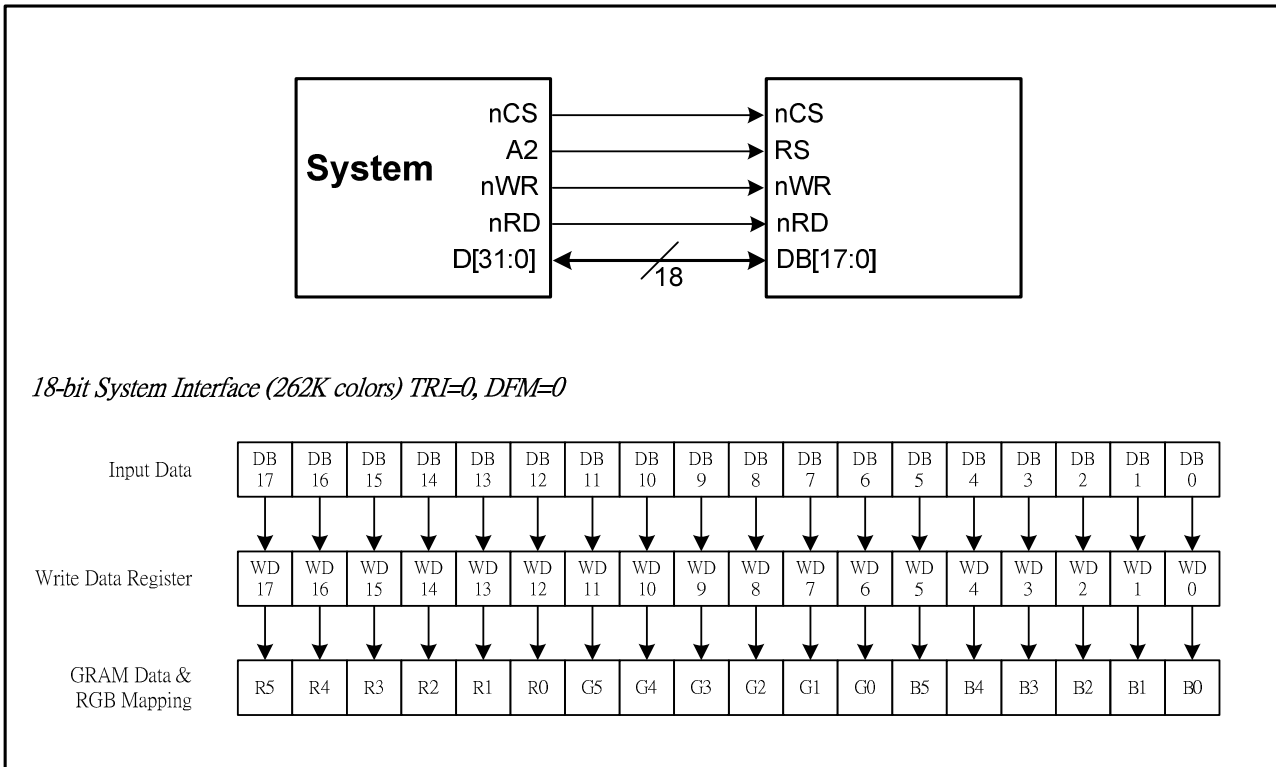 nCS nCS
System A2 RS
nWR nWR
nRD nRD
D[31:0] 18 DB[17:0]
18-bit System Interface (262K colors) TRI=0, DFM=0
Input Data DB 17 DB 16 DB 15 DB 14 DB 13 DB 12 DB 11 DB 10 DB 9 DB 8 DB 7 DB 6 DB 5 DB 4 DB 3 DB 2 DB 1 DB 0
Write Data Register WD 17 WD 16 WD 15 WD 14 WD 13 WD 12 WD 11 WD 10 WD 9 WD 8 WD 7 WD 6 WD 5 WD 4 WD 3 WD 2 WD 1 WD 0
GRAM Data &
RGB Mapping R5 R4 R3 R2 R1 R0 G5 G4 G3 G2 G1 G0 B5 B4 B3 B2 B1 B0